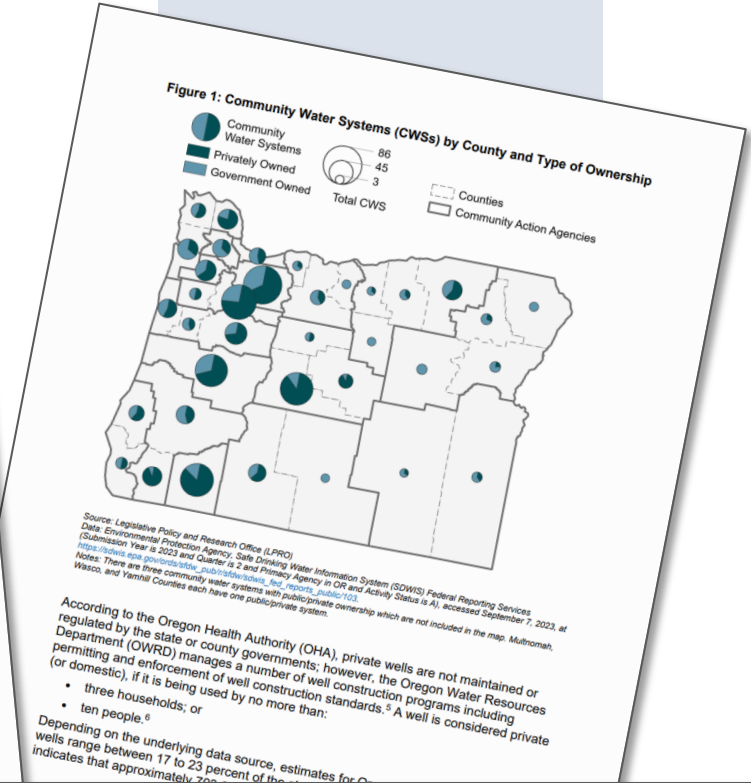 Figure 1: Community Water Systems (CWSs) by County and Type of Ownership
Community
Water Systems
Privately Owned
Government Owned
86
45
3
Total CWS
Counties
Community Action Agencies
Source: Legislative Policy and Research Office (LPRO)
Data: Environmental Protection Agency, Safe Drinking Water Information System (SDWIS) Federal Reporting Services
(Submission Year is 2023 and Quarter is 2 and Primacy Agency in OR and Activity Status is A), accessed September 7, 2023, at
https://sdwis.epa.gov/ords/sfdw_pub/r/sfdw/sdwis_fed_reports_public/103.
Notes: There are three community water systems with public/private ownership which are not included in the map. Multnomah,
Wasco, and Yamhill Counties each have one public/private system.
According to the Oregon Health Authority (OHA), private wells are not maintained or
regulated by the state or county governments; however, the Oregon Water Resources
Department (OWRD) manages a number of well construction programs including
permitting and enforcement of well construction standards.⁵ A well is considered private
(or domestic), if it is being used by no more than:
• three households; or
• ten people.⁶
Depending on the underlying data source, estimates for
wells range between 17 to 23 percent of the
indicates that approximately